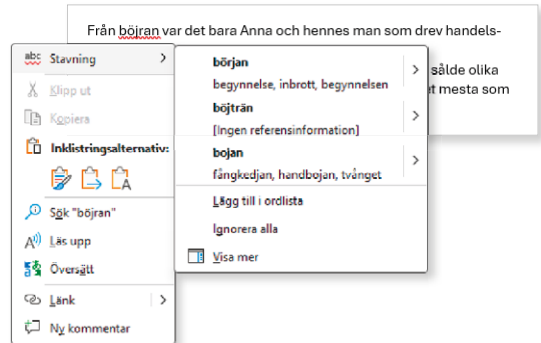 Från böjran var det bara Anna och hennes man som drev handels-
sålde olika
mesta som
abc Stavning
Klipp ut
Kopiera
Inklistringsalternativ:
Sök "böjran"
Läs upp
Översätt
Länk
Ny kommentar
början
begynnelse, inbrott, begynnelsen
böjträn
[Ingen referensinformation]
bojan
fångkedjan, handbojan, tvånget
Lägg till i ordlista
Ignorera alla
Visa mer